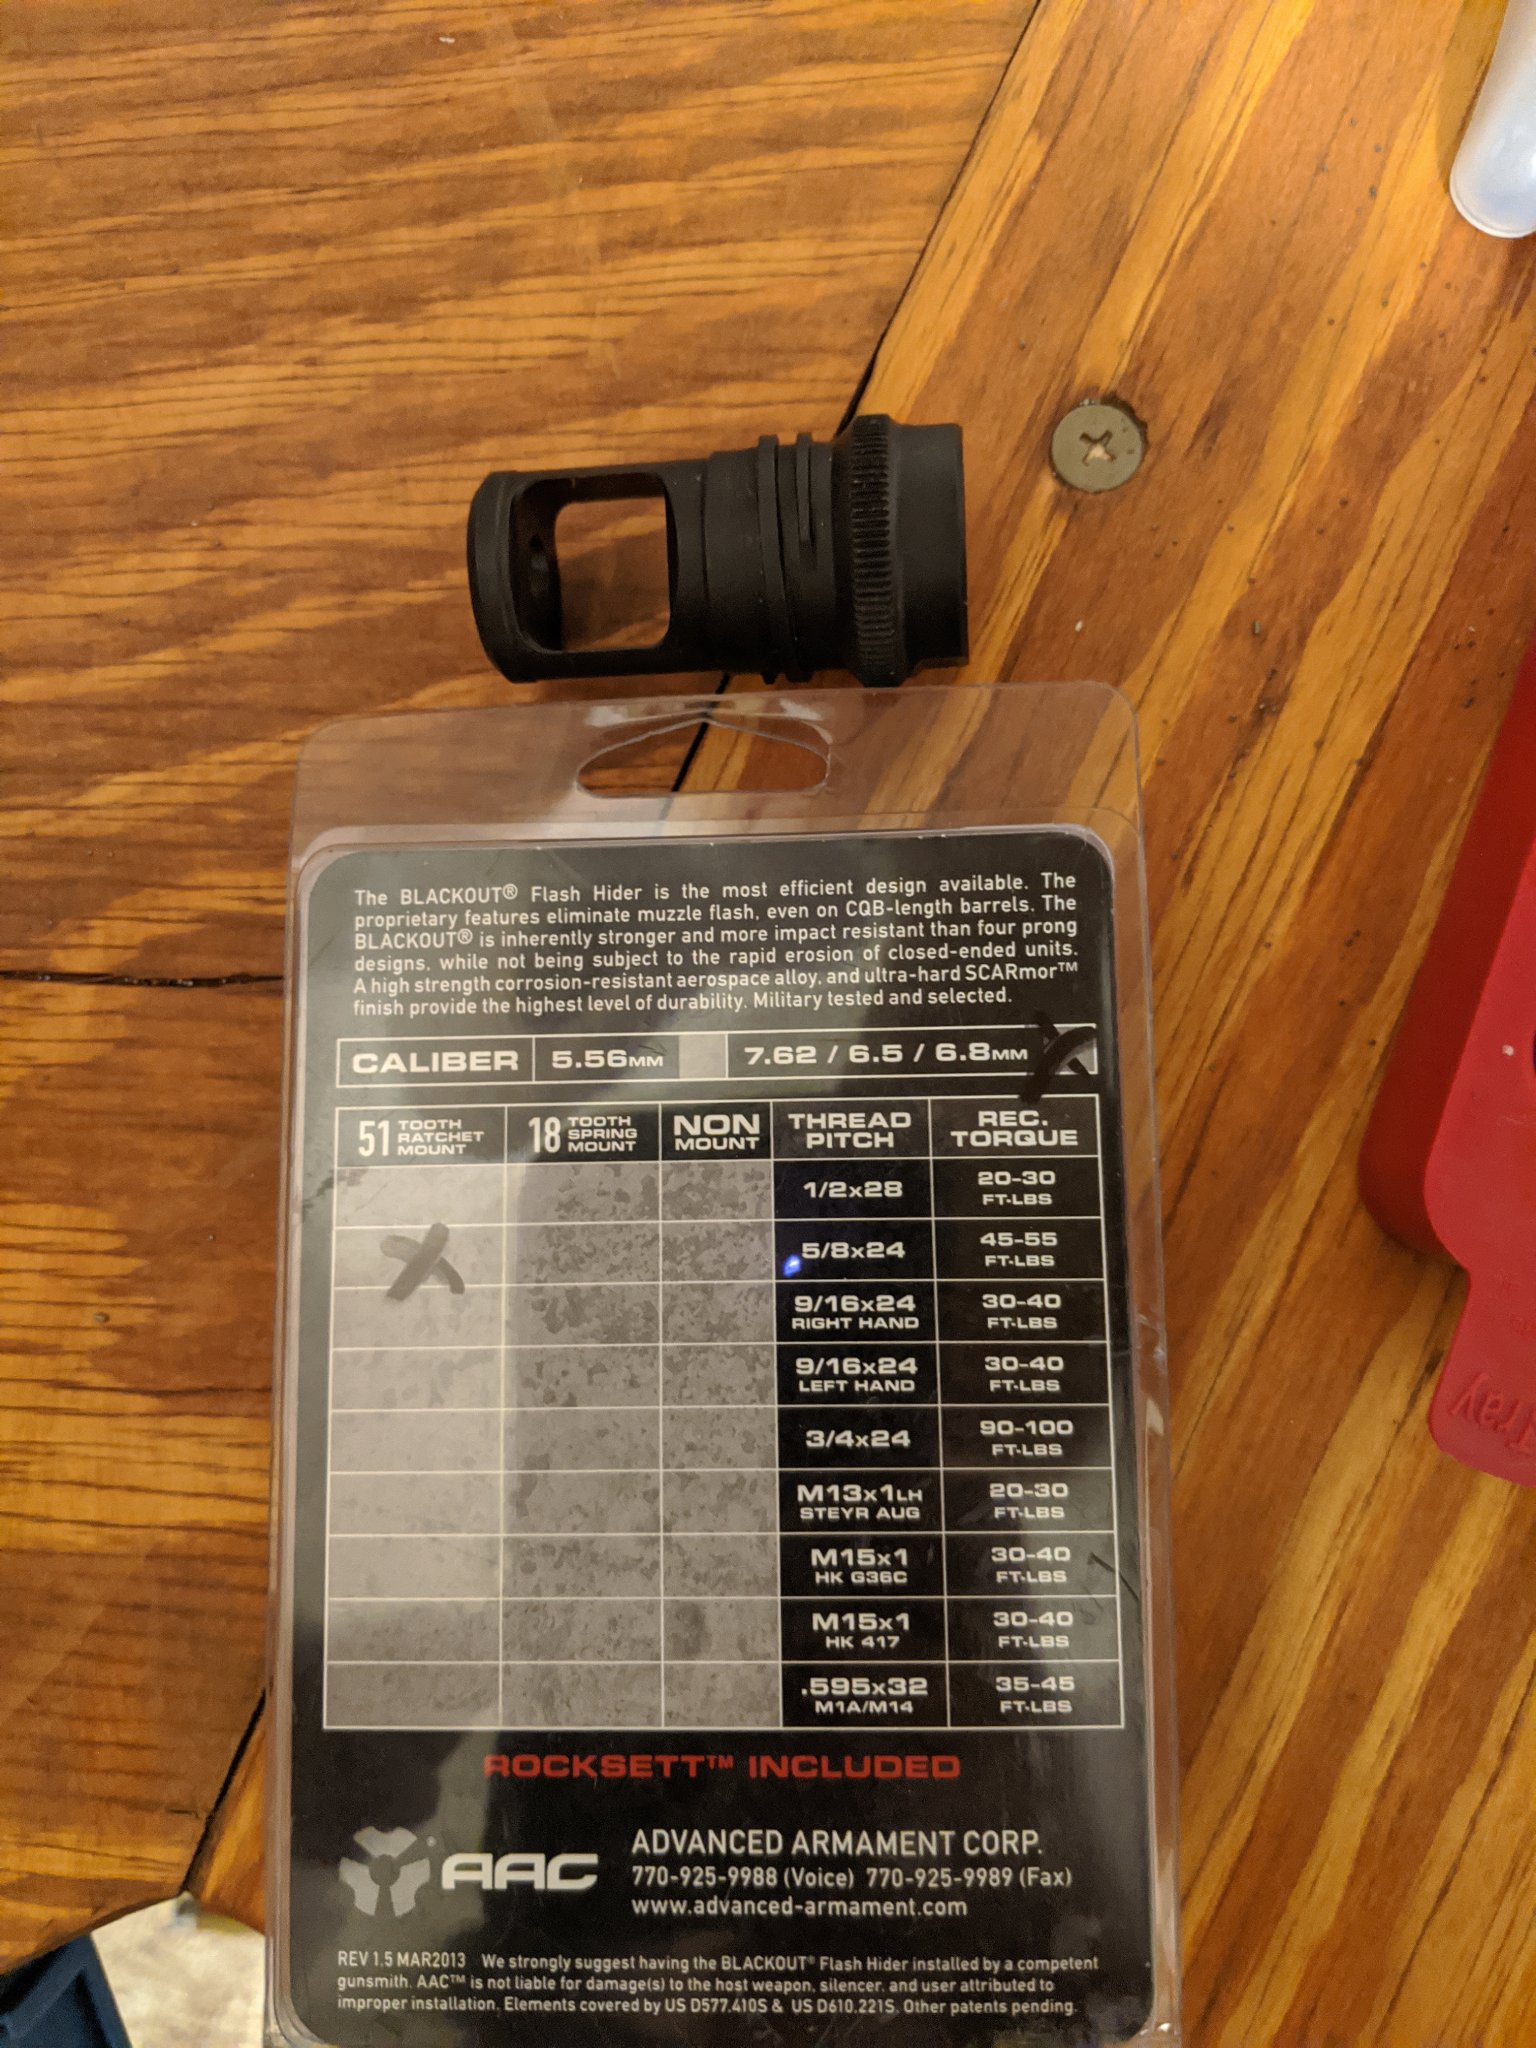 The BLACKOUT® Flash Hider is the most efficient design available. The
proprietary features eliminate muzzle flash, even on CQB-length barrels. The
BLACKOUT® is inherently stronger and more impact resistant than four prong
designs, while not being subject to the rapid erosion of closed-ended units.
A high strength corrosion-resistant aerospace alloy, and ultra-hard SCARmor™
finish provide the highest level of durability. Military tested and selected.
CALIBER 5.56MM 7.62 / 6.5 / 6.8MM X
51 TOOTH RATCHET MOUNT 18 TOOTH SPRING MOUNT NON MOUNT THREAD PITCH REC. TORQUE
1/2x28 20-30 FT-LBS
X 5/8x24 45-55 FT-LBS
9/16x24 RIGHT HAND 30-40 FT-LBS
9/16x24 LEFT HAND 30-40 FT-LBS
3/4x24 90-100 FT-LBS
M13x1LH STEYR AUG 20-30 FT-LBS
M15x1 HK G36C 30-40 FT-LBS
M15x1 HK 417 30-40 FT-LBS
.595x32 M1A/M14 35-45 FT-LBS
ROCKSETT™ INCLUDED
AAC
ADVANCED ARMAMENT CORP.
770-925-9988 (Voice) 770-925-9989 (Fax)
www.advanced-armament.com
REV 1.5 MAR2013 We strongly suggest having the BLACKOUT® Flash Hider installed by a competent
gunsmith. AAC™ is not liable for damage(s) to the host weapon, silencer, and user attributed to
improper installation. Elements covered by US D577,410S & US D610,221S. Other patents pending.
Tray